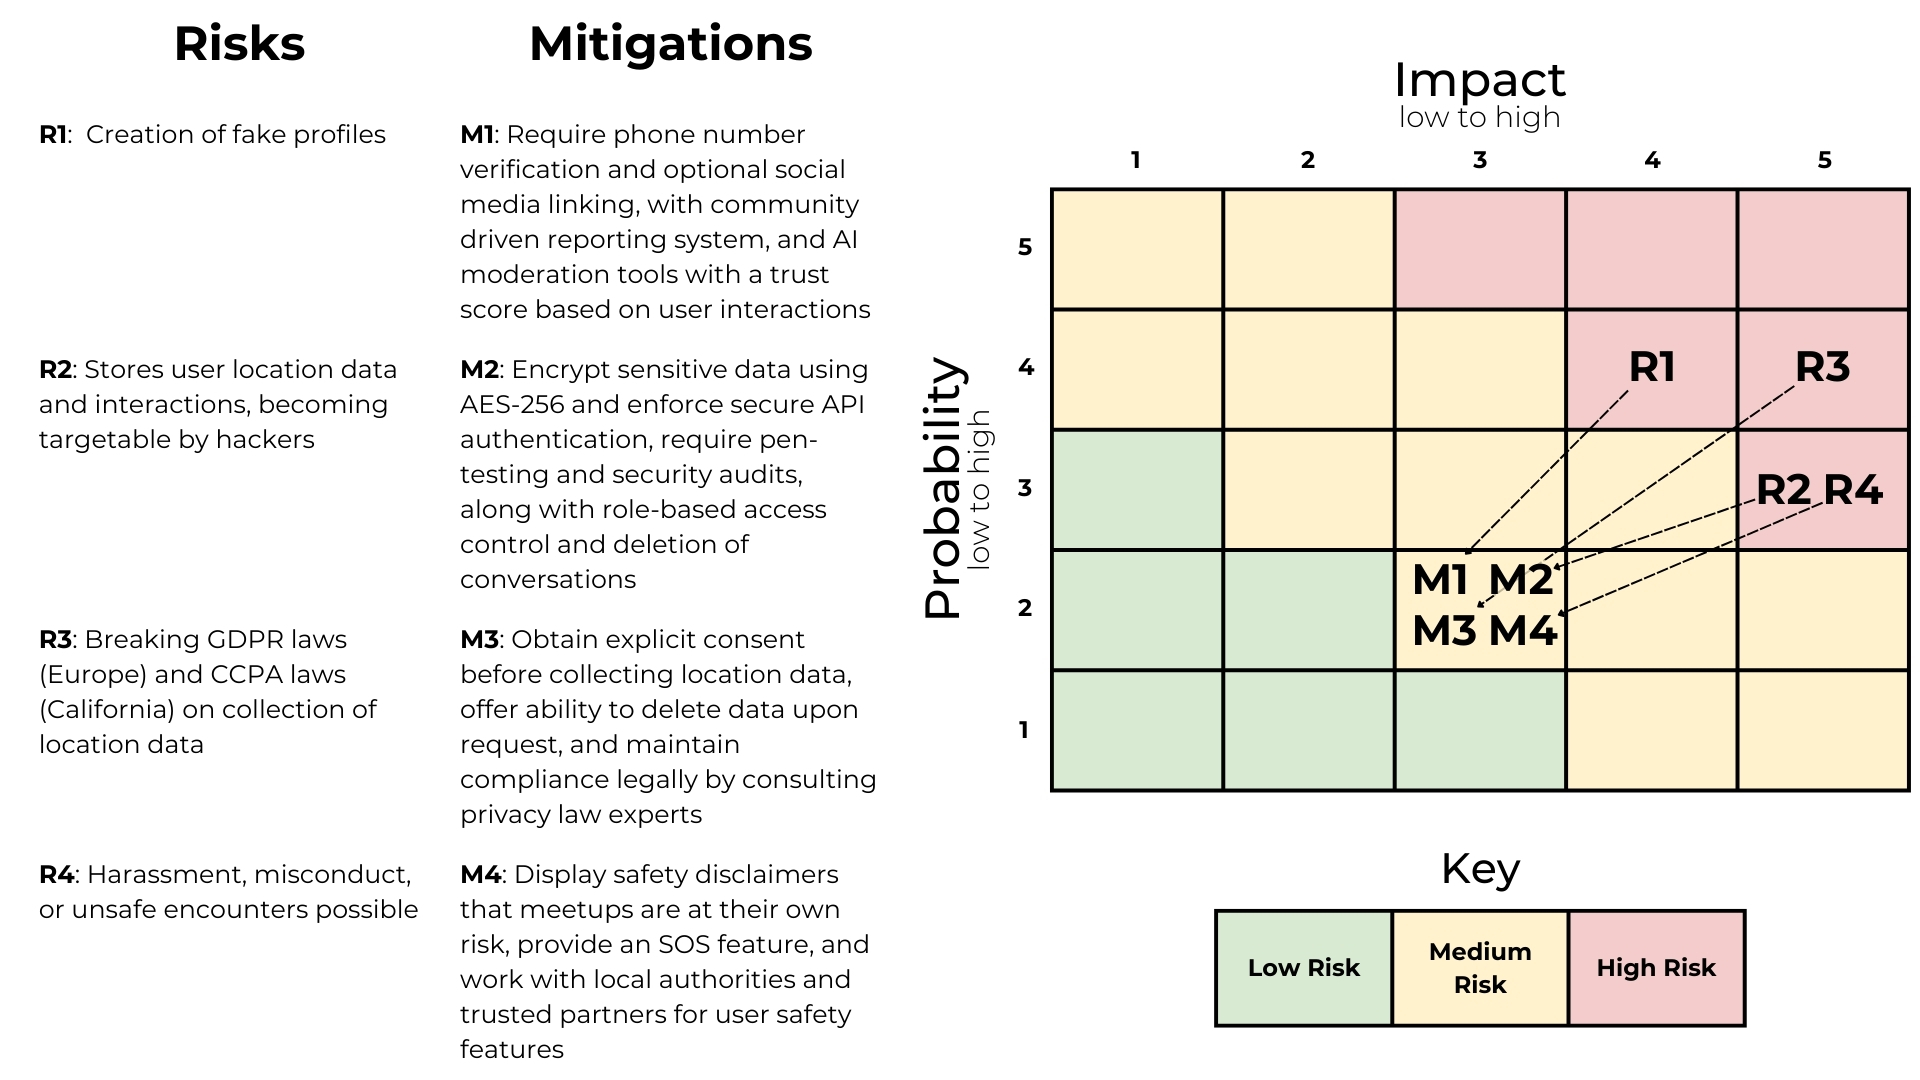 Risks
Mitigations
R1:  Creation of fake profiles
M1: Require phone number
verification and optional social
media linking, with community
driven reporting system, and AI
moderation tools with a trust
score based on user interactions
R2: Stores user location data
and interactions, becoming
targetable by hackers
M2: Encrypt sensitive data using
AES-256 and enforce secure API
authentication, require pen-
testing and security audits,
along with role-based access
control and deletion of
conversations
R3: Breaking GDPR laws
(Europe) and CCPA laws
(California) on collection of
location data
M3: Obtain explicit consent
before collecting location data,
offer ability to delete data upon
request, and maintain
compliance legally by consulting
privacy law experts
R4: Harassment, misconduct,
or unsafe encounters possible
M4: Display safety disclaimers
that meetups are at their own
risk, provide an SOS feature, and
work with local authorities and
trusted partners for user safety
features
Impact
low to high
1 2 3 4 5
Probability
low to high
5
4 R1 R3
3 R2 R4
2 M1 M2
M3 M4
1
Key
Low Risk
Medium
Risk
High Risk